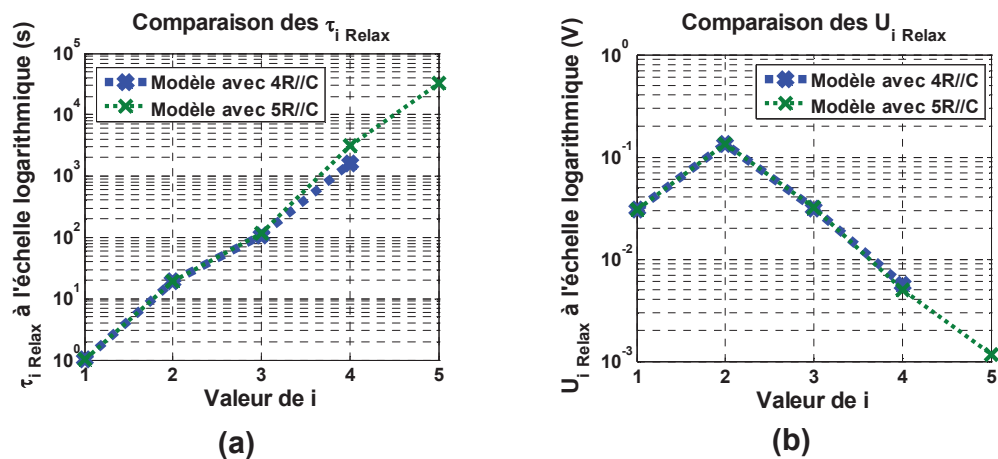 Comparaison des τi Relax
τi Relax à l'échelle logarithmique (s)
10^5
10^4
10^3
10^2
10^1
10^0
Modèle avec 4R//C
Modèle avec 5R//C
1 2 3 4 5
Valeur de i
(a)
Comparaison des Ui Relax
Ui Relax à l'échelle logarithmique (V)
10^0
10^-1
10^-2
10^-3
Modèle avec 4R//C
Modèle avec 5R//C
1 2 3 4 5
Valeur de i
(b)